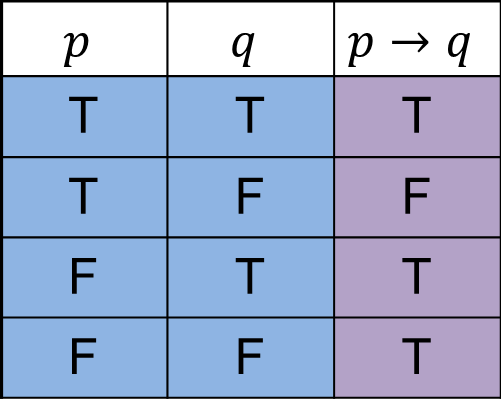 p q p → q
T T T
T F F
F T T
F F T